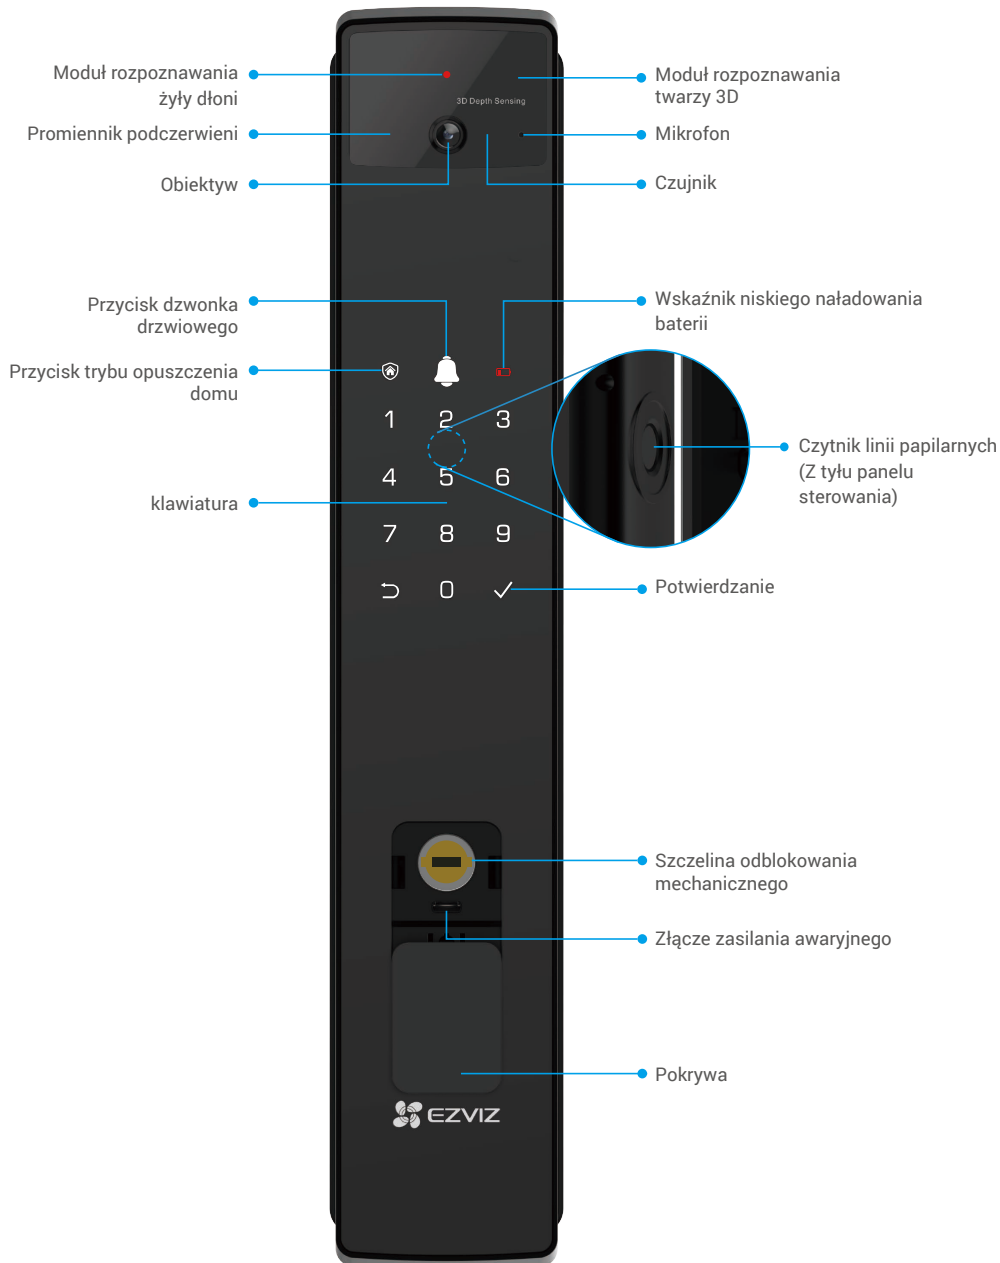 Moduł rozpoznawania
żyły dłoni
Moduł rozpoznawania
twarzy 3D
3D Depth Sensing
Promiennik podczerwieni
Mikrofon
Obiektyw
Czujnik
Przycisk dzwonka
drzwiowego
Wskaźnik niskiego naładowania
baterii
Przycisk trybu opuszczenia
domu
1 2 3
Czytnik linii papilarnych
(Z tyłu panelu
sterowania)
4 5 6
klawiatura
7 8 9
0
Potwierdzanie
Szczelina odblokowania
mechanicznego
Złącze zasilania awaryjnego
Pokrywa
EZVIZ